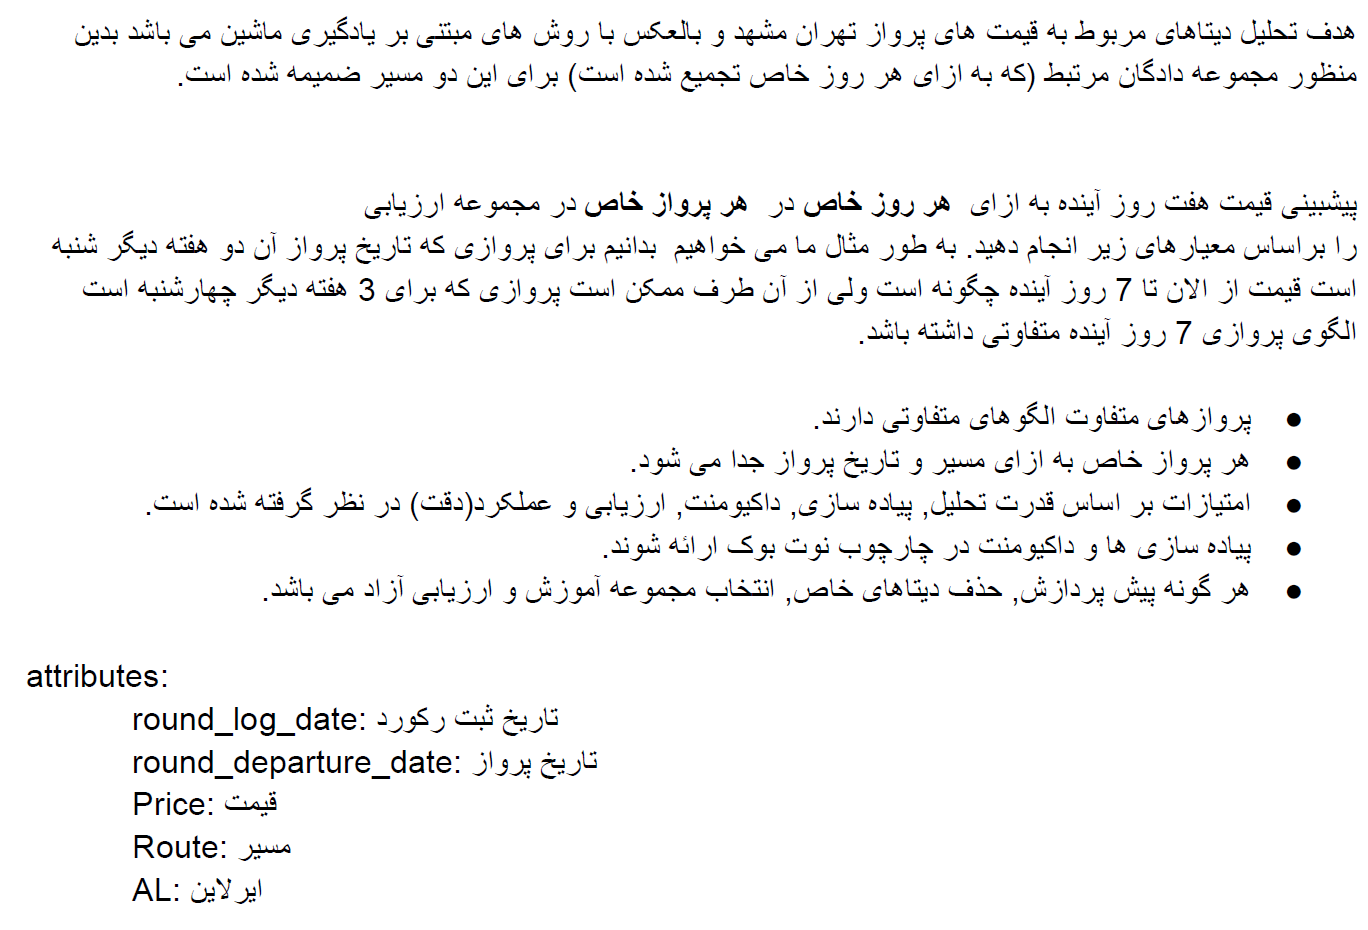 هدف تحلیل دیتاهای مربوط به قیمت های پرواز تهران مشهد و بالعکس با روش های مبتنی بر یادگیری ماشین می باشد بدین
منظور مجموعه دادگان مرتبط (که به ازای هر روز خاص تجمیع شده است) برای این دو مسیر ضمیمه شده است.
پیشبینی قیمت هفت روز آینده به ازای هر روز خاص در هر پرواز خاص در مجموعه ارزیابی
را براساس معیارهای زیر انجام دهید. به طور مثال ما می خواهیم بدانیم برای پروازی که تاریخ پرواز آن دو هفته دیگر شنبه
است قیمت از الان تا 7 روز آینده چگونه است ولی از آن طرف ممکن است پروازی که برای 3 هفته دیگر چهارشنبه است
الگوی پروازی 7 روز آینده متفاوتی داشته باشد.
● پروازهای متفاوت الگوهای متفاوتی دارند.
● هر پرواز خاص به ازای مسیر و تاریخ پرواز جدا می شود.
● امتیازات بر اساس قدرت تحلیل, پیاده سازی, داکیومنت, ارزیابی و عملکرد(دقت) در نظر گرفته شده است.
● پیاده سازی ها و داکیومنت در چارچوب نوت بوک ارائه شوند.
● هر گونه پیش پردازش, حذف دیتاهای خاص, انتخاب مجموعه آموزش و ارزیابی آزاد می باشد.
attributes:
round_log_date: تاریخ ثبت رکورد
round_departure_date: تاریخ پرواز
Price: قیمت
Route: مسیر
AL: ایرلاین